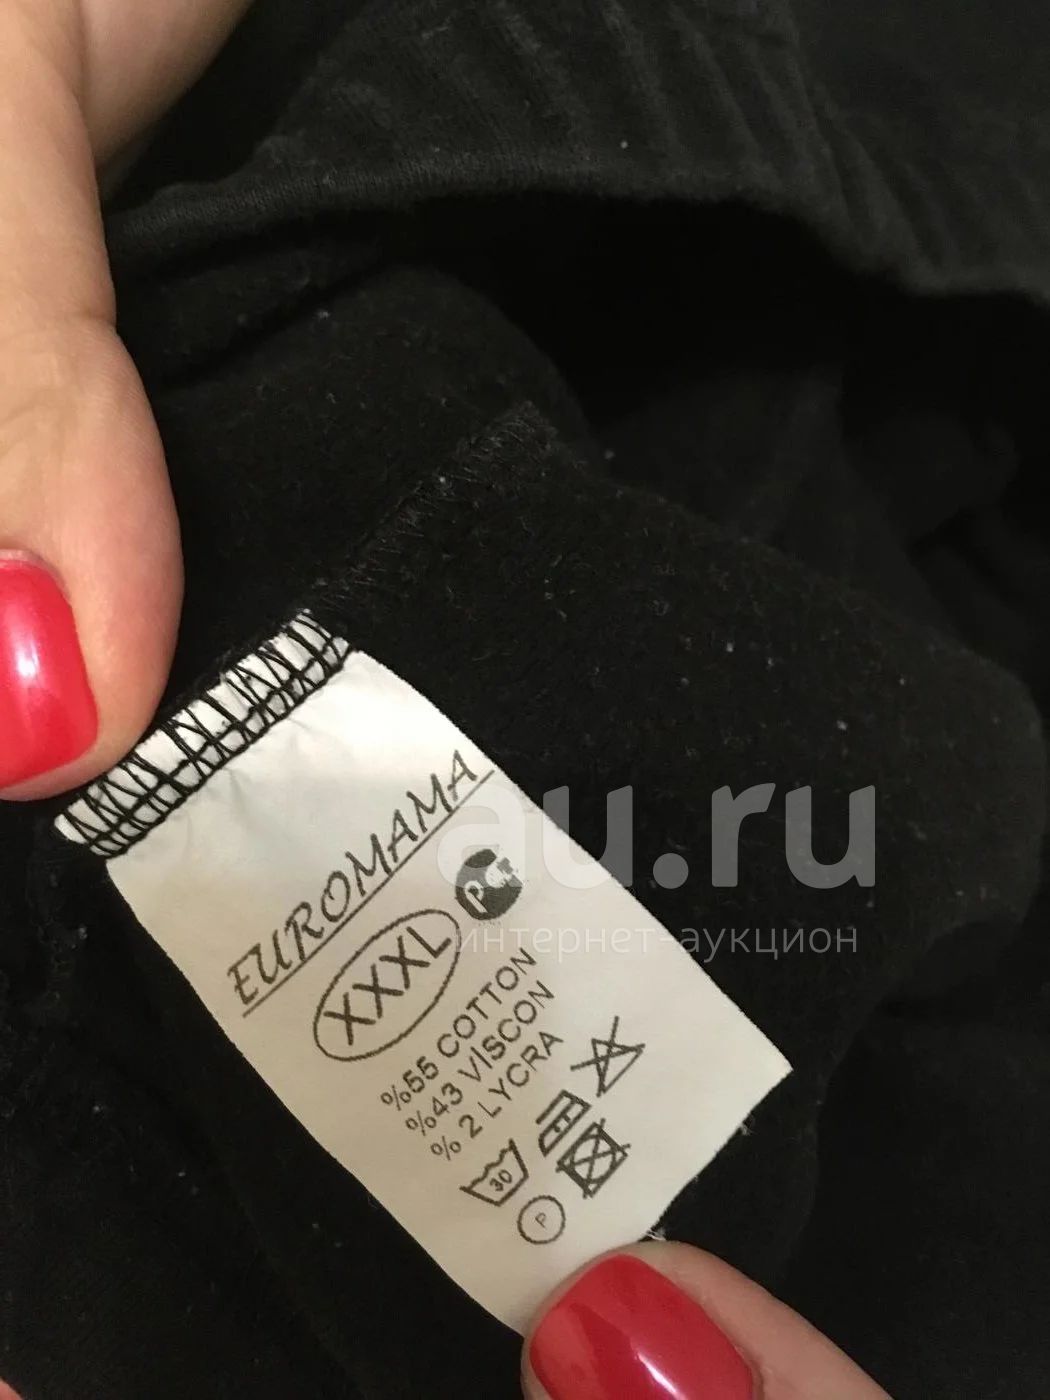 EUROMAMA
XXXL
%55 COTTON
%43 VISCON
% 2 LYCRA
30
P
au.ru
интернет-аукцион